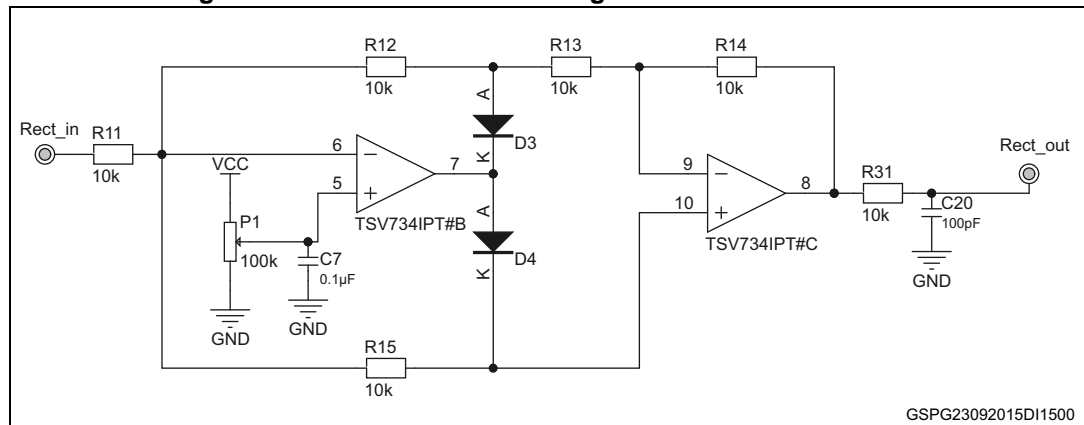 R12
10k
R13
10k
R14
10k
A
K
D3
Rect_in
R11
10k
VCC
6
5
7
TSV734IPT#B
P1
100k
C7
0.1µF
GND
GND
A
K
D4
9
10
8
TSV734IPT#C
R31
10k
Rect_out
C20
100pF
GND
R15
10k
GSPG23092015DI1500